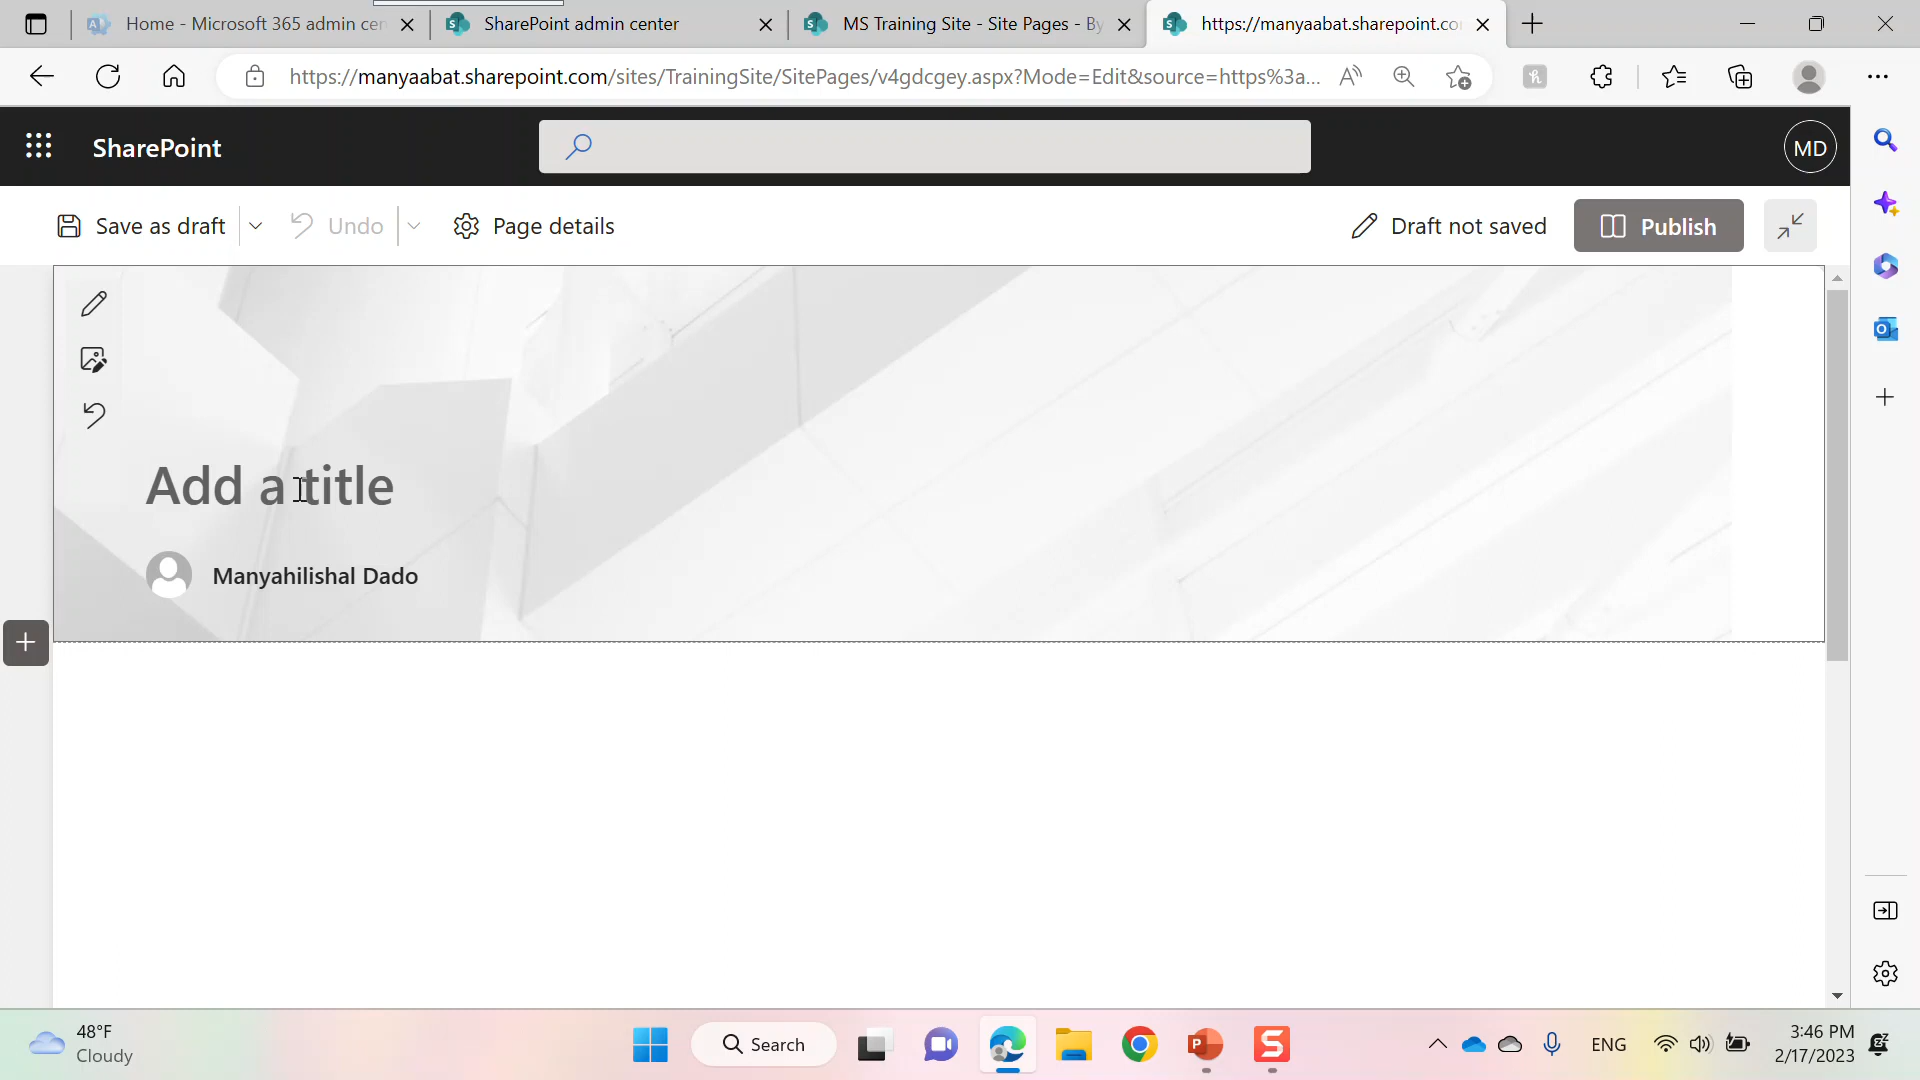 Home - Microsoft 365 admin cen
SharePoint admin center
MS Training Site - Site Pages - By
https://manyaabat.sharepoint.co
https://manyaabat.sharepoint.com/sites/TrainingSite/SitePages/v4gdcgey.aspx?Mode=Edit&source=https%3a...
SharePoint
MD
Save as draft
Undo
Page details
Draft not saved
Publish
Add a title
Manyahilishal Dado
48°F
Cloudy
Search
ENG
3:46 PM
2/17/2023